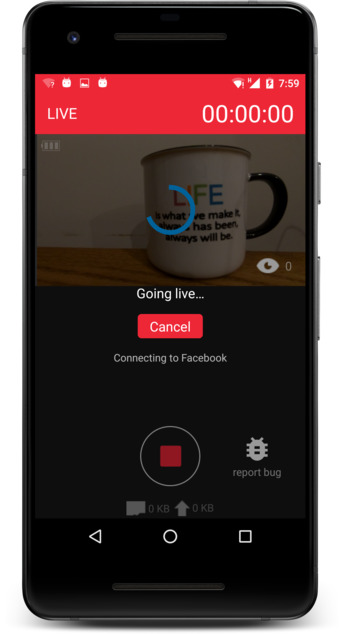 H 7:59
LIVE 00:00:00
LIFE
is what we make it,
always has been,
always will be.
0
Going live...
Cancel
Connecting to Facebook
report bug
0 KB 0 KB